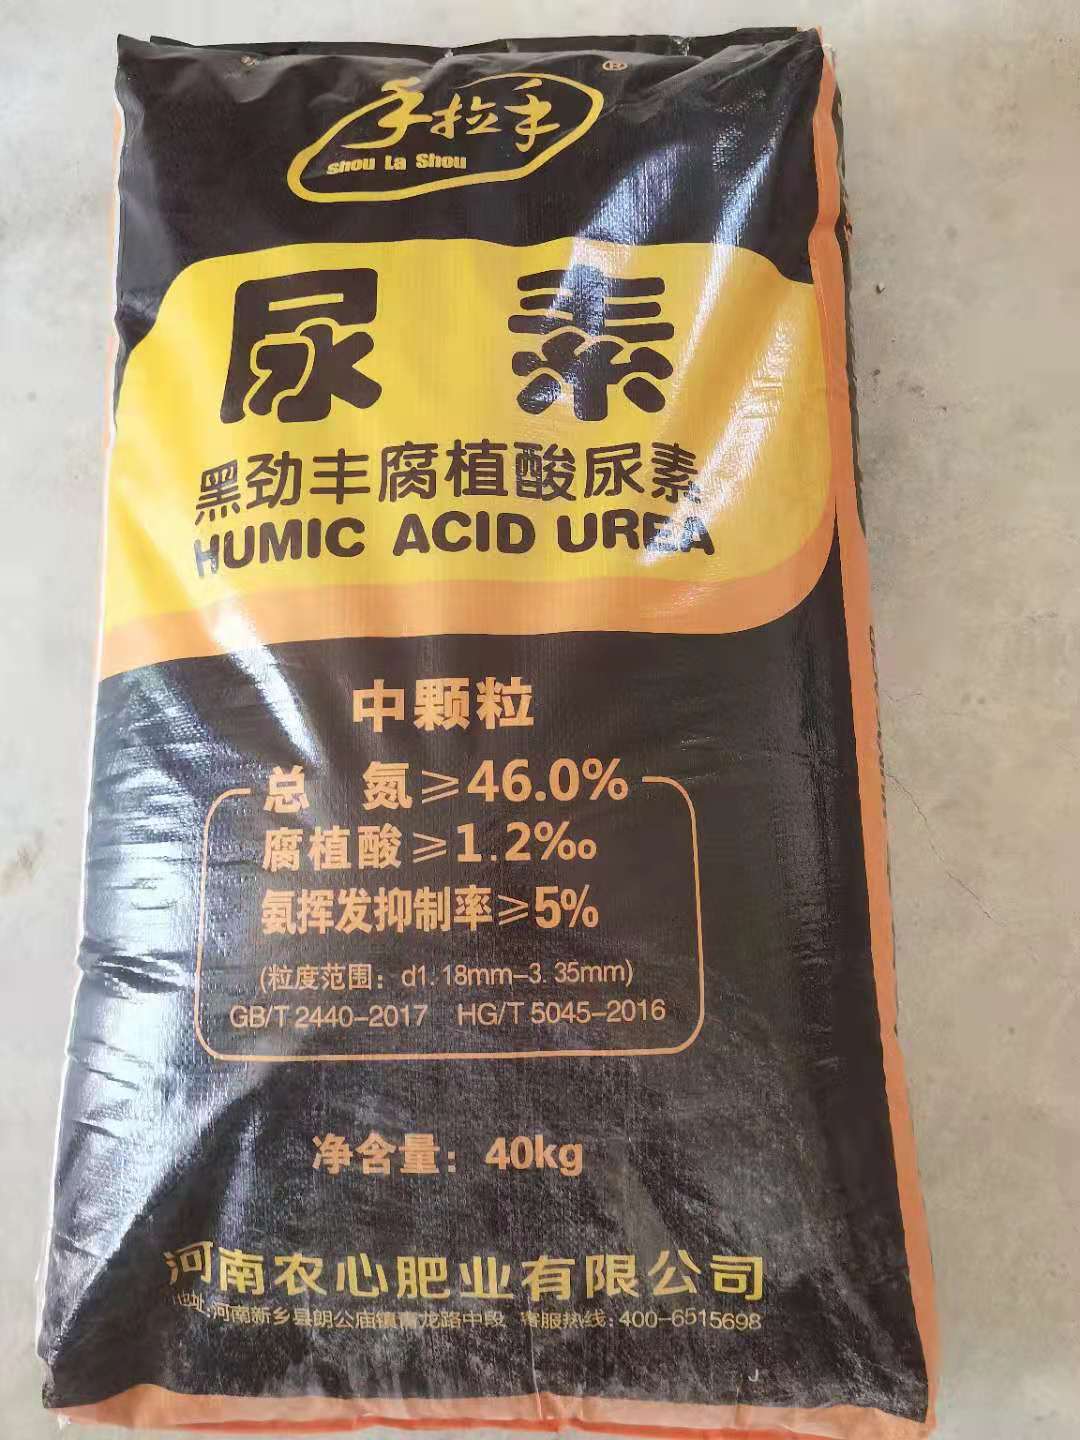 手拉手
®
Shou La Shou
尿素
黑劲丰腐植酸尿素
HUMIC ACID UREA
中颗粒
总 氮≥46.0%
腐植酸≥1.2‰
氨挥发抑制率≥5%
(粒度范围：d1.18mm-3.35mm)
GB/T 2440-2017 HG/T 5045-2016
净含量：40kg
河南农心肥业有限公司
地址:河南新乡县朗公庙镇青龙路中段 客服热线:400-6515698